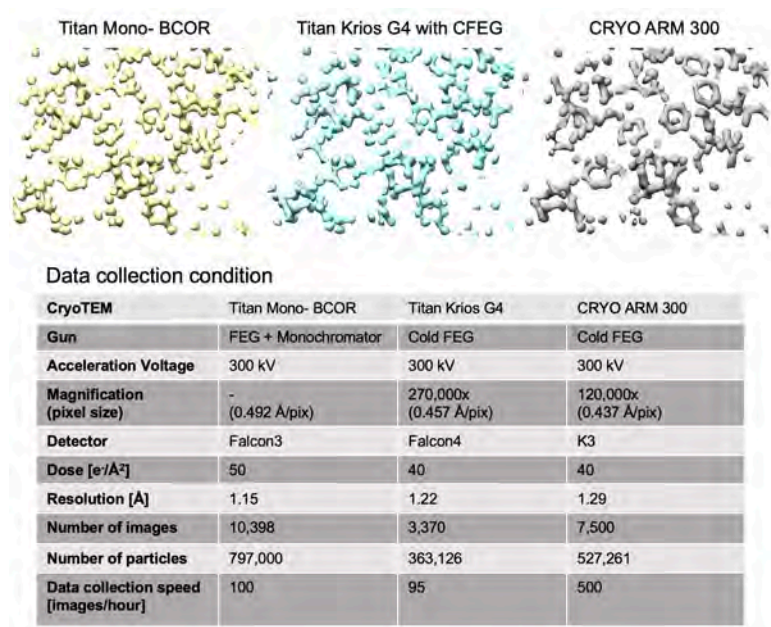 Titan Mono- BCOR Titan Krios G4 with CFEG CRYO ARM 300
Data collection condition
CryoTEM Titan Mono- BCOR Titan Krios G4 CRYO ARM 300
Gun FEG + Monochromator Cold FEG Cold FEG
Acceleration Voltage 300 kV 300 kV 300 kV
Magnification - 270,000x 120,000x
(pixel size) (0.492 Å/pix) (0.457 Å/pix) (0.437 Å/pix)
Detector Falcon3 Falcon4 K3
Dose [e-/Å²] 50 40 40
Resolution [Å] 1.15 1.22 1.29
Number of images 10,398 3,370 7,500
Number of particles 797,000 363,126 527,261
Data collection speed 100 95 500
[images/hour]